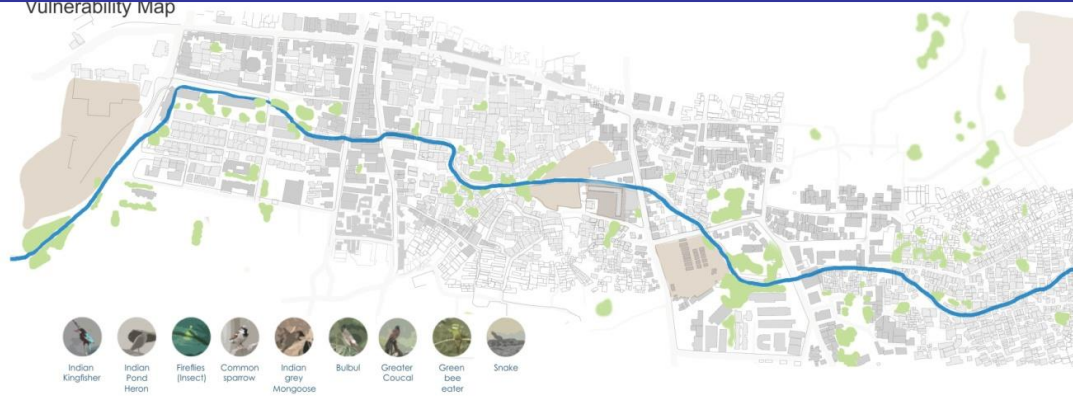 Vulnerability Map
Indian
Kingfisher
Indian
Pond
Heron
Fireflies
(Insect)
Common
sparrow
Indian
grey
Mongoose
Bulbul
Greater
Coucal
Green
bee
eater
Snake